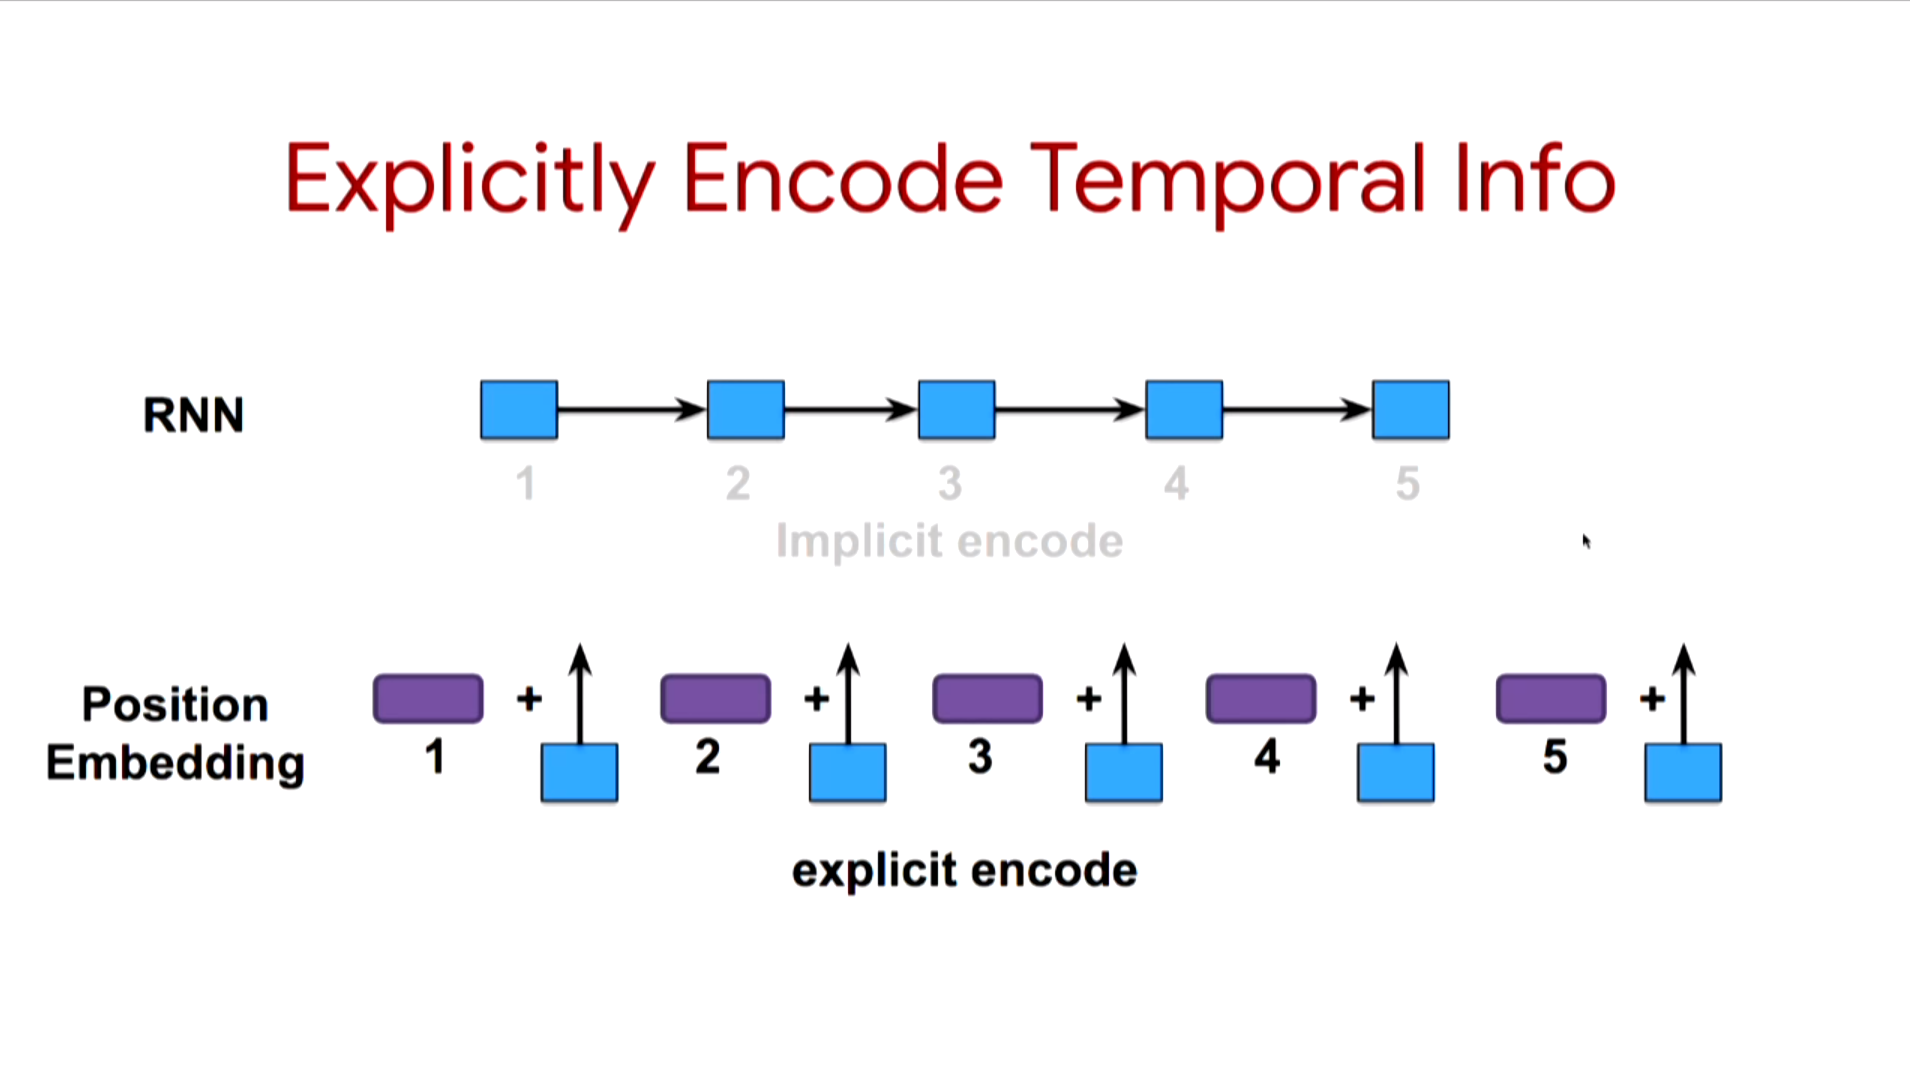 Explicitly Encode Temporal Info
RNN
1 2 3 4 5
Implicit encode
Position
Embedding
+ + + + +
1 2 3 4 5
explicit encode